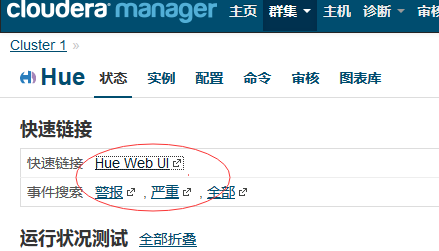 cloudera manager 主页 群集 主机 诊断 审核
Cluster 1 »
Hue 状态 实例 配置 命令 审核 图表库
快速链接
快速链接 Hue Web UI
事件搜索 警报 , 严重 , 全部
运行状况测试 全部折叠